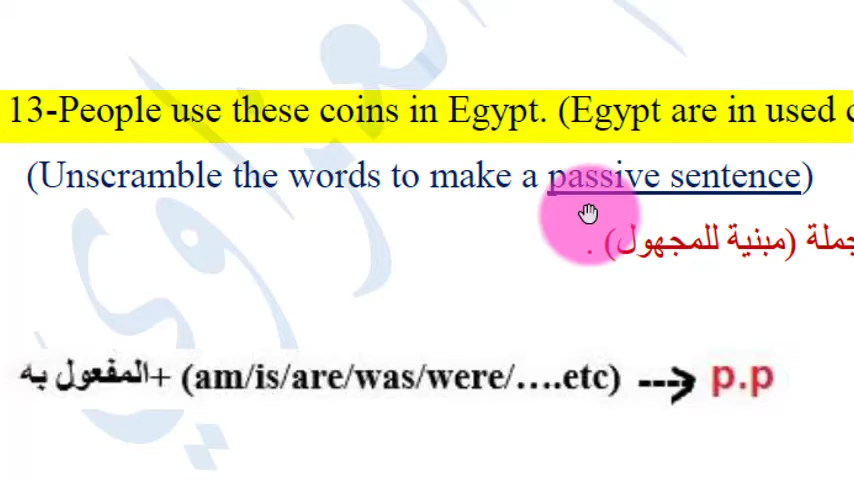 13-People use these coins in Egypt. (Egypt are in used
(Unscramble the words to make a passive sentence)
جملة (مبنية للمجهول) .
المفعول به + (am/is/are/was/were/….etc) ---> p.p